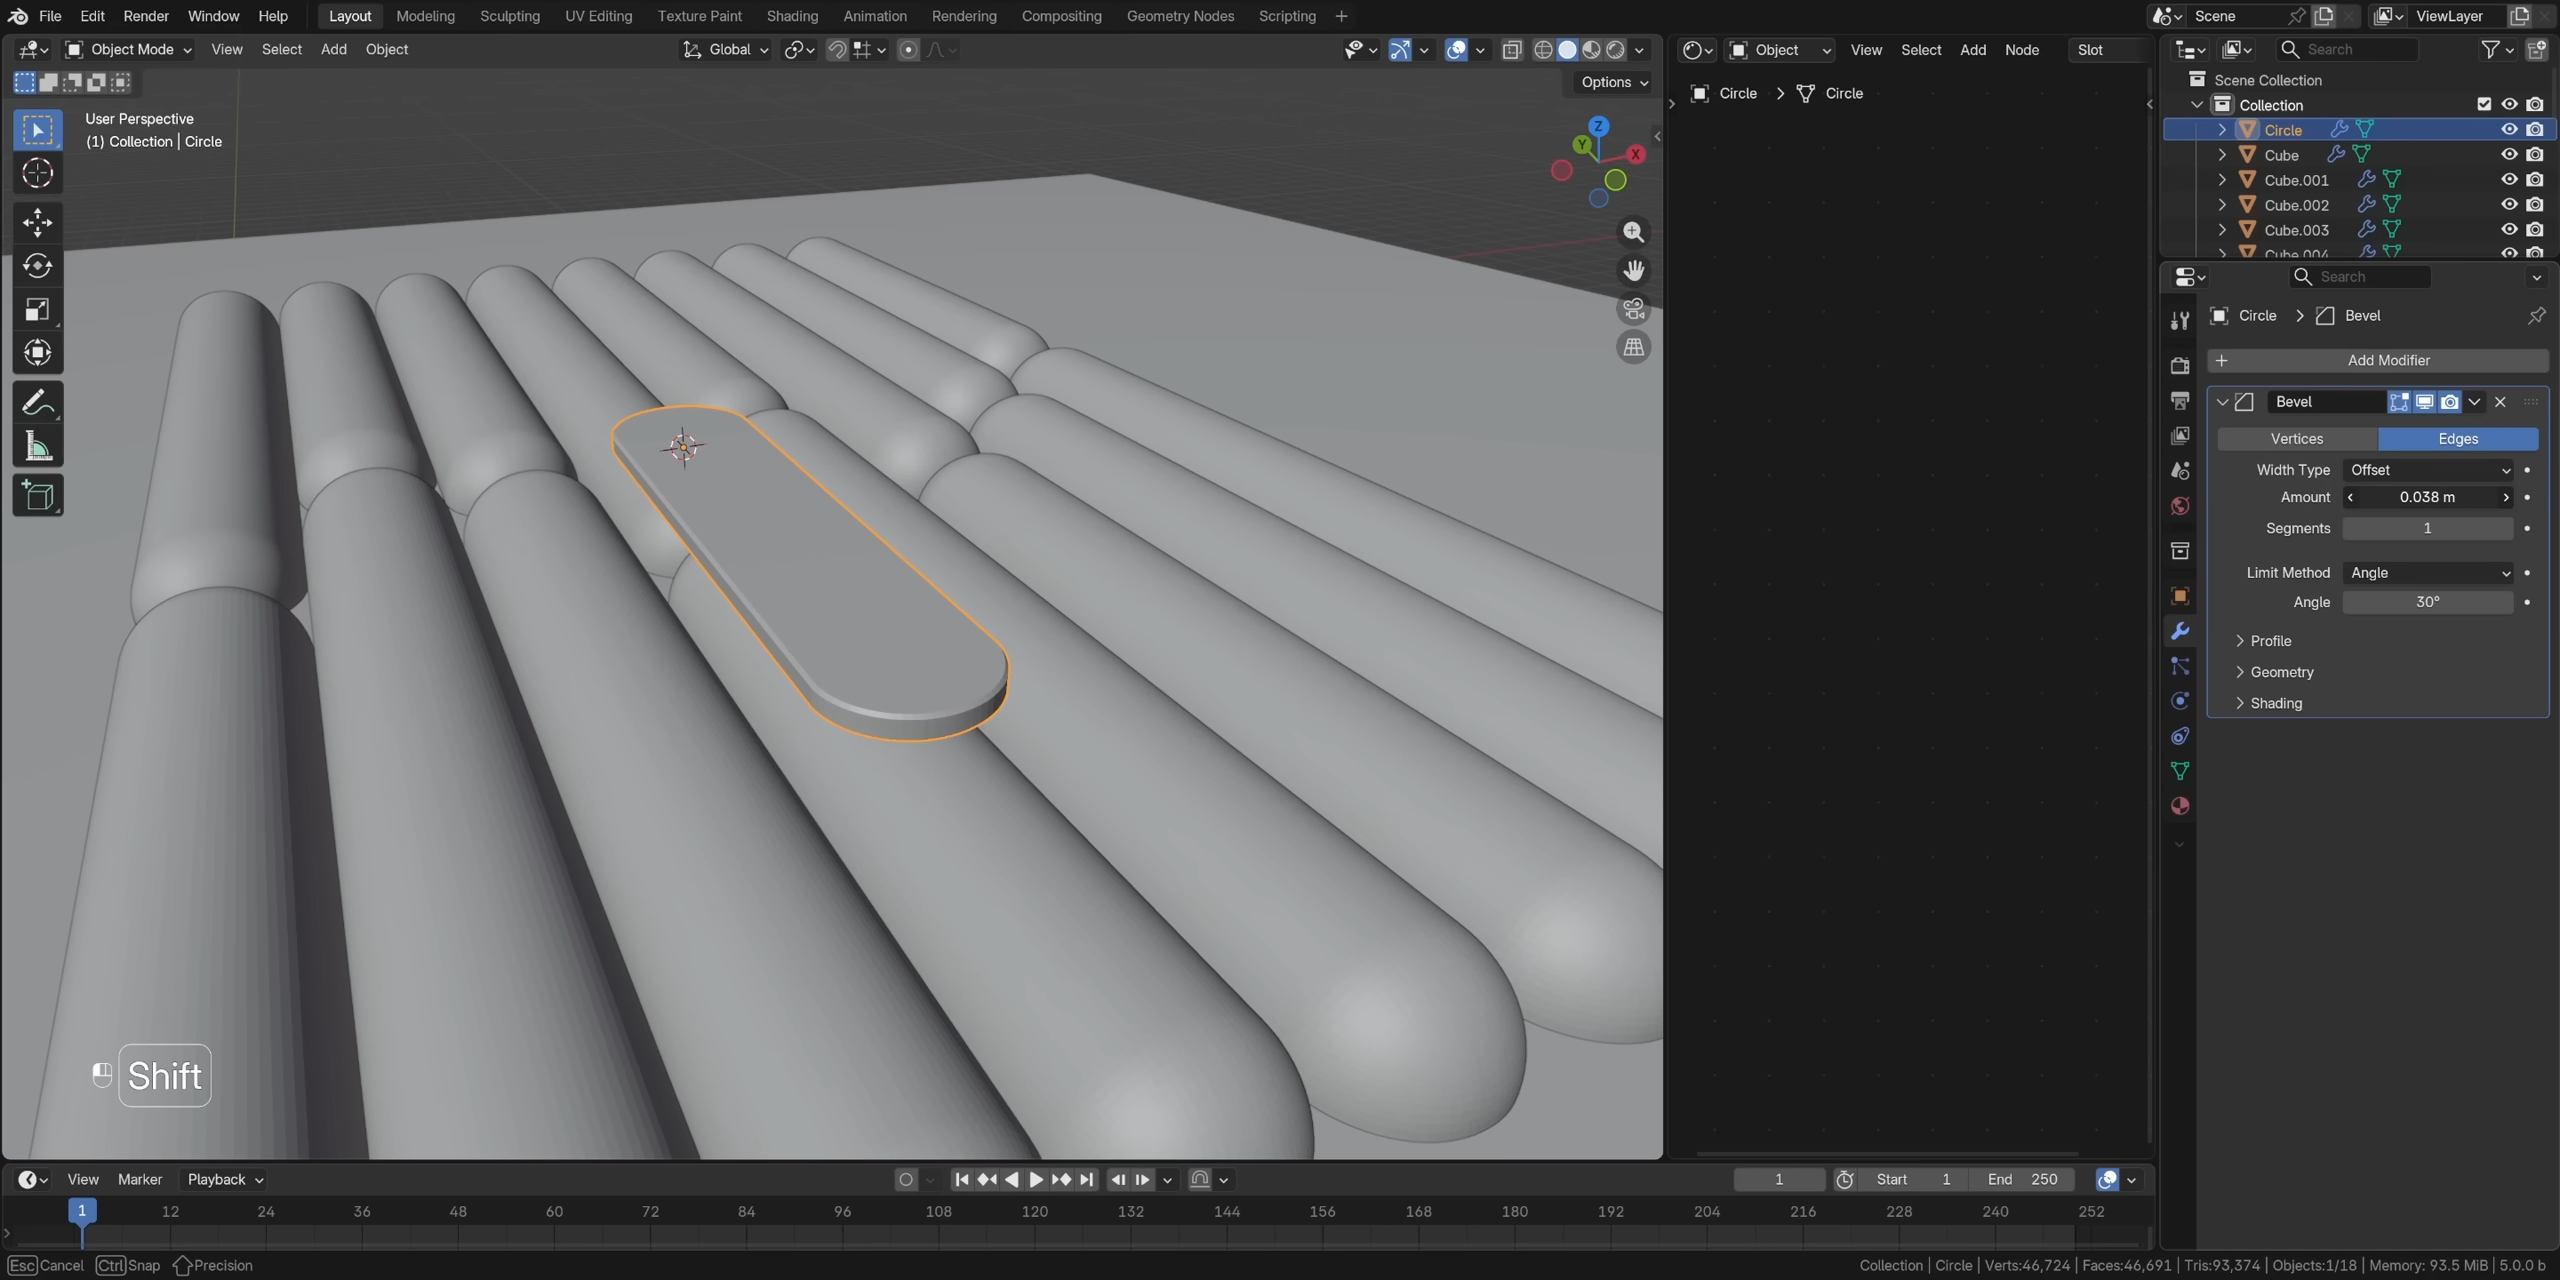 File Edit Render Window Help Layout Modeling Sculpting UV Editing Texture Paint Shading Animation Rendering Compositing Geometry Nodes Scripting + Scene ViewLayer
Object Mode View Select Add Object Global Object View Select Add Node Slot Search
Options
User Perspective
(1) Collection | Circle
Circle > Circle
Z
Y
X
Scene Collection
Collection
Circle
Cube
Cube.001
Cube.002
Cube.003
Cube.004
Search
Circle > Bevel
+ Add Modifier
Bevel
Vertices Edges
Width Type Offset
Amount 0.038 m
Segments 1
Limit Method Angle
Angle 30°
Profile
Geometry
Shading
Shift
View Marker Playback 1 Start 1 End 250
1 12 24 36 48 60 72 84 96 108 120 132 144 156 168 180 192 204 216 228 240 252
Esc Cancel Ctrl Snap Precision Collection | Circle | Verts:46,724 | Faces:46,691 | Tris:93,374 | Objects:1/18 | Memory: 93.5 MiB | 5.0.0 b